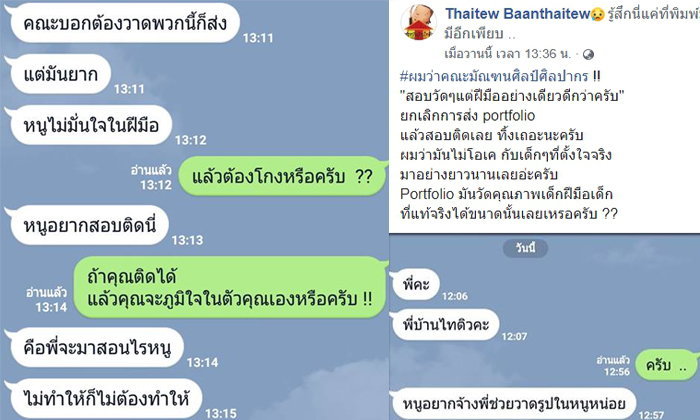 คณะบอกต้องวาดพวกนี้ก็ส่ง
13:11
แต่มันยาก
13:11
หนูไม่มั่นใจในฝีมือ
13:12
อ่านแล้ว
13:12
แล้วต้องโกงหรือครับ ??
หนูอยากสอบติดนี่
13:13
ถ้าคุณติดได้
แล้วคุณจะภูมิใจในตัวคุณเองหรือครับ !!
อ่านแล้ว
13:14
คือพี่จะมาสอนไรหนู
13:14
ไม่ทำให้ก็ไม่ต้องทำให้
13:15
Thaitew Baanthaitew รู้สึกนี่แค่ที่พิมพ์
มีอีกเพียบ ..
เมื่อวานนี้ เวลา 13:36 น. ·
#ผมว่าคณะมัณฑนศิลป์ศิลปากร !!
"สอบวัดๆแต่ฝีมืออย่างเดียวดีกว่าครับ"
ยกเลิกการส่ง portfolio
แล้วสอบติดเลย ทิ้งเถอะนะครับ
ผมว่ามันไม่โอเค กับเด็กๆที่ตั้งใจจริง
มาอย่างยาวนานเลยอ่ะครับ
Portfolio มันวัดคุณภาพเด็กฝีมือเด็ก
ที่แท้จริงได้ขนาดนั้นเลยเหรอครับ ??
วันนี้
พี่คะ
12:06
พี่บ้านไทติวคะ
12:07
อ่านแล้ว
12:56
ครับ ..
หนูอยากจ้างพี่ช่วยวาดรูปในหนูหน่อย
12:57